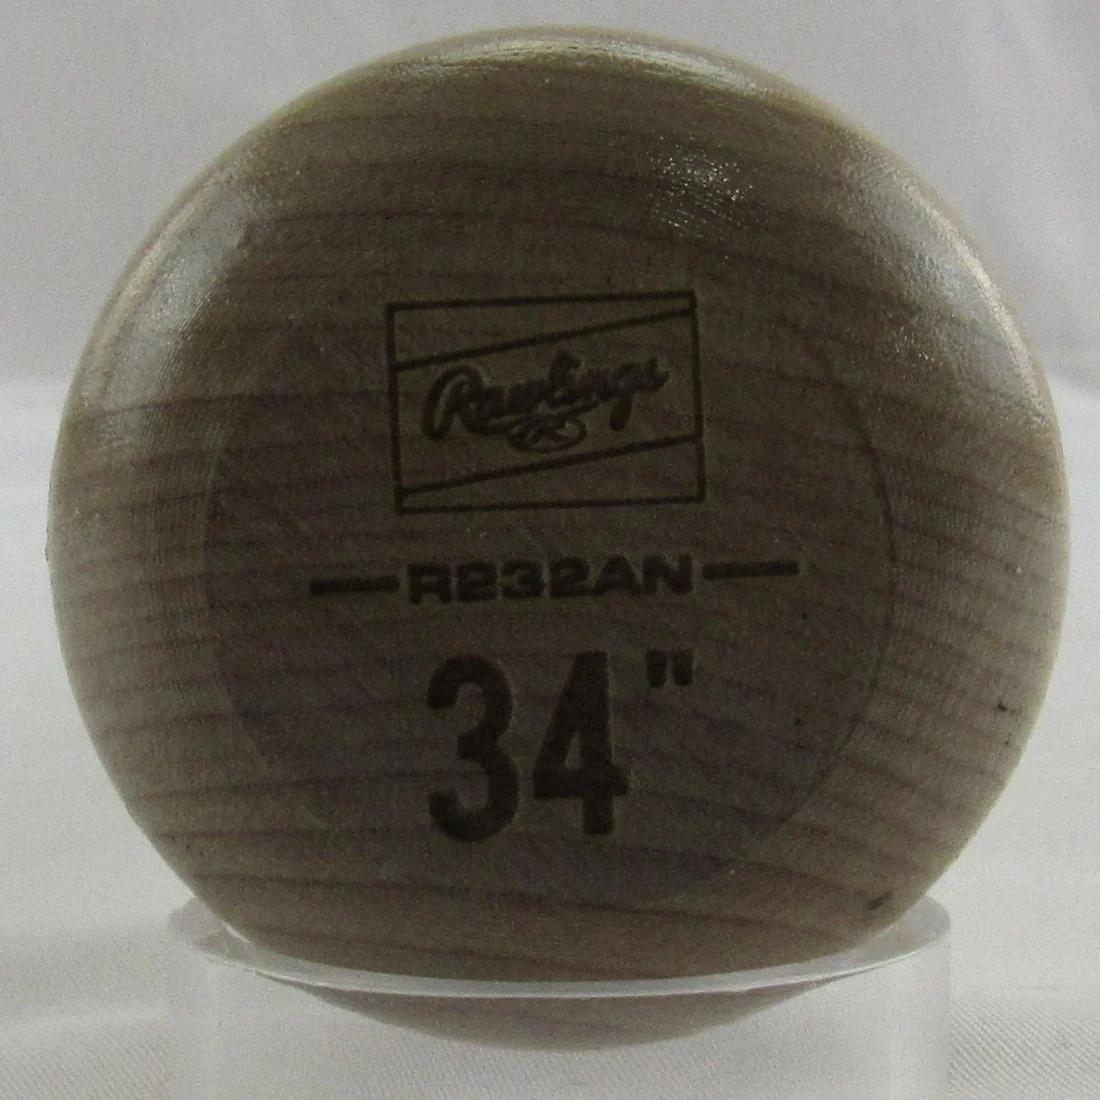 Rawlings
R
R232AN
34"